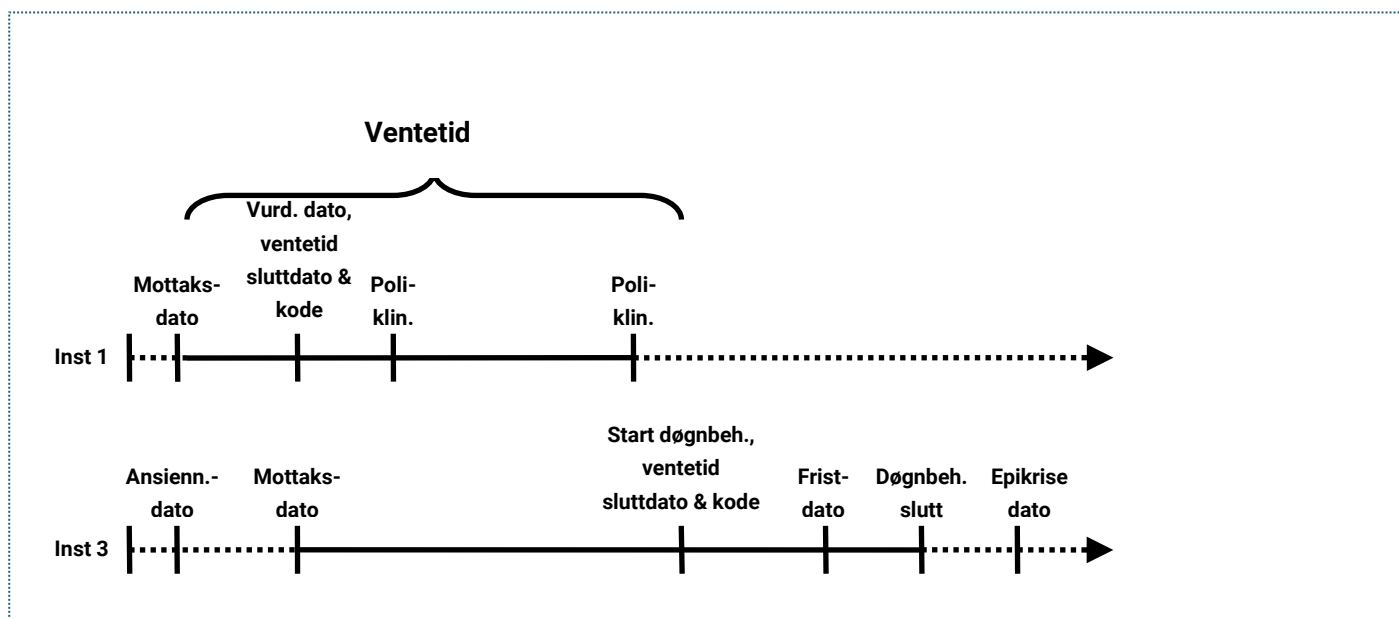 Ventetid
Vurd. dato,
ventetid
sluttdato &
kode
Mottaks-
dato
Poli-
klin.
Poli-
klin.
Inst 1
Start døgnbeh.,
ventetid
sluttdato & kode
Ansienn.-
dato
Mottaks-
dato
Frist-
dato
Døgnbeh.
slutt
Epikrise
dato
Inst 3